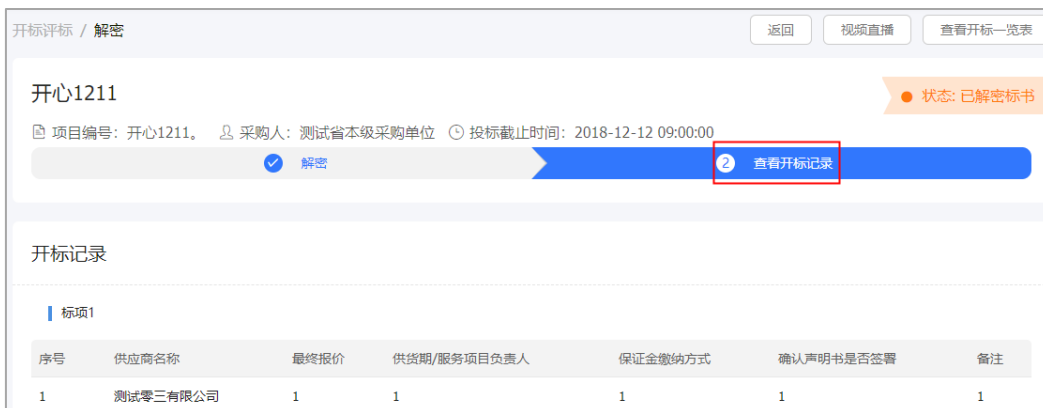 开标评标 / 解密 返回 视频直播 查看开标一览表
开心1211 状态: 已解密标书
项目编号：开心1211。 采购人：测试省本级采购单位 投标截止时间：2018-12-12 09:00:00
解密 2 查看开标记录
开标记录
标项1
序号 供应商名称 最终报价 供货期/服务项目负责人 保证金缴纳方式 确认声明书是否签署 备注
1 测试零三有限公司 1 1 1 1 1